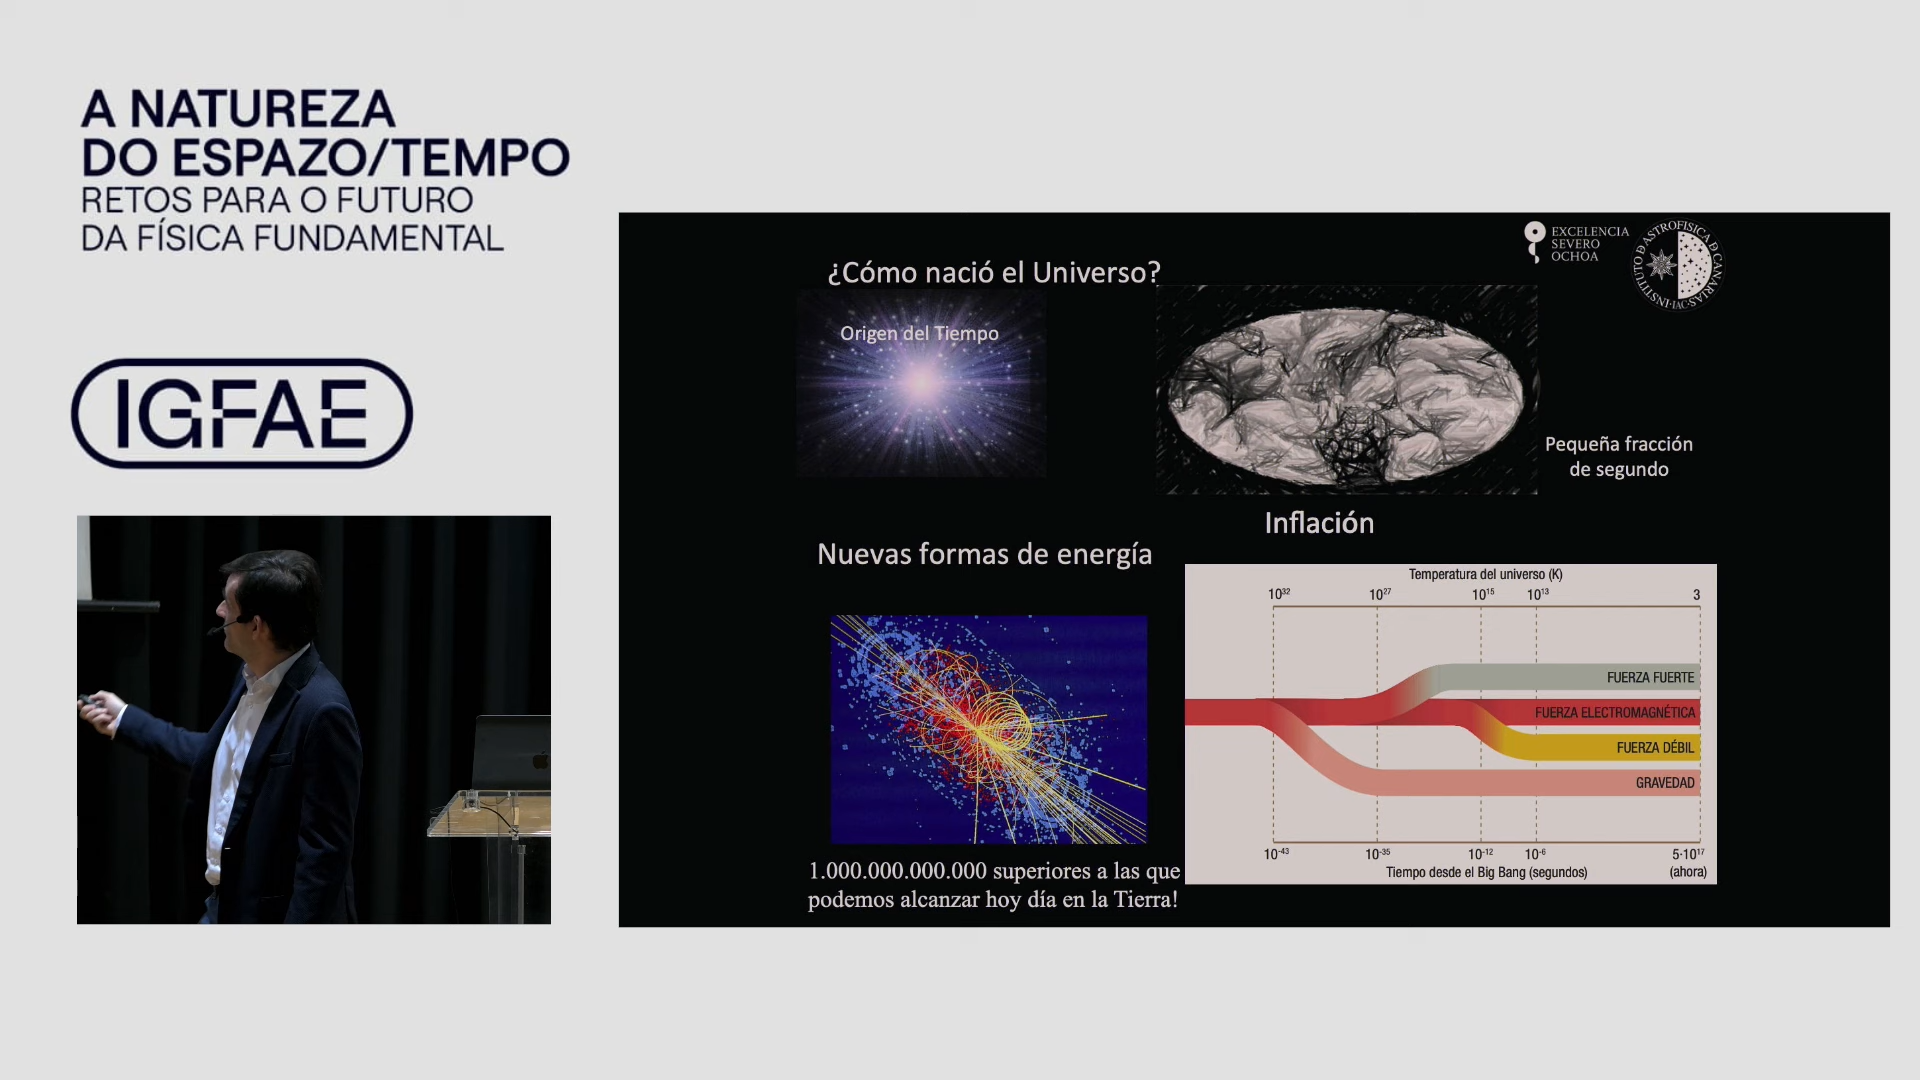 A NATUREZA
DO ESPAZO/TEMPO
RETOS PARA O FUTURO
DA FÍSICA FUNDAMENTAL
IGFAE
EXCELENCIA
SEVERO
OCHOA
INSTITUTO D ASTROFISICA D CANARIAS
·IAC·
¿Cómo nació el Universo?
Origen del Tiempo
Pequeña fracción
de segundo
Inflación
Nuevas formas de energía
1.000.000.000.000 superiores a las que
podemos alcanzar hoy día en la Tierra!
Temperatura del universo (K)
10³² 10²⁷ 10¹⁵ 10¹³ 3
FUERZA FUERTE
FUERZA ELECTROMAGNÉTICA
FUERZA DÉBIL
GRAVEDAD
10⁻⁴³ 10⁻³⁵ 10⁻¹² 10⁻⁶ 5·10¹⁷
Tiempo desde el Big Bang (segundos) (ahora)